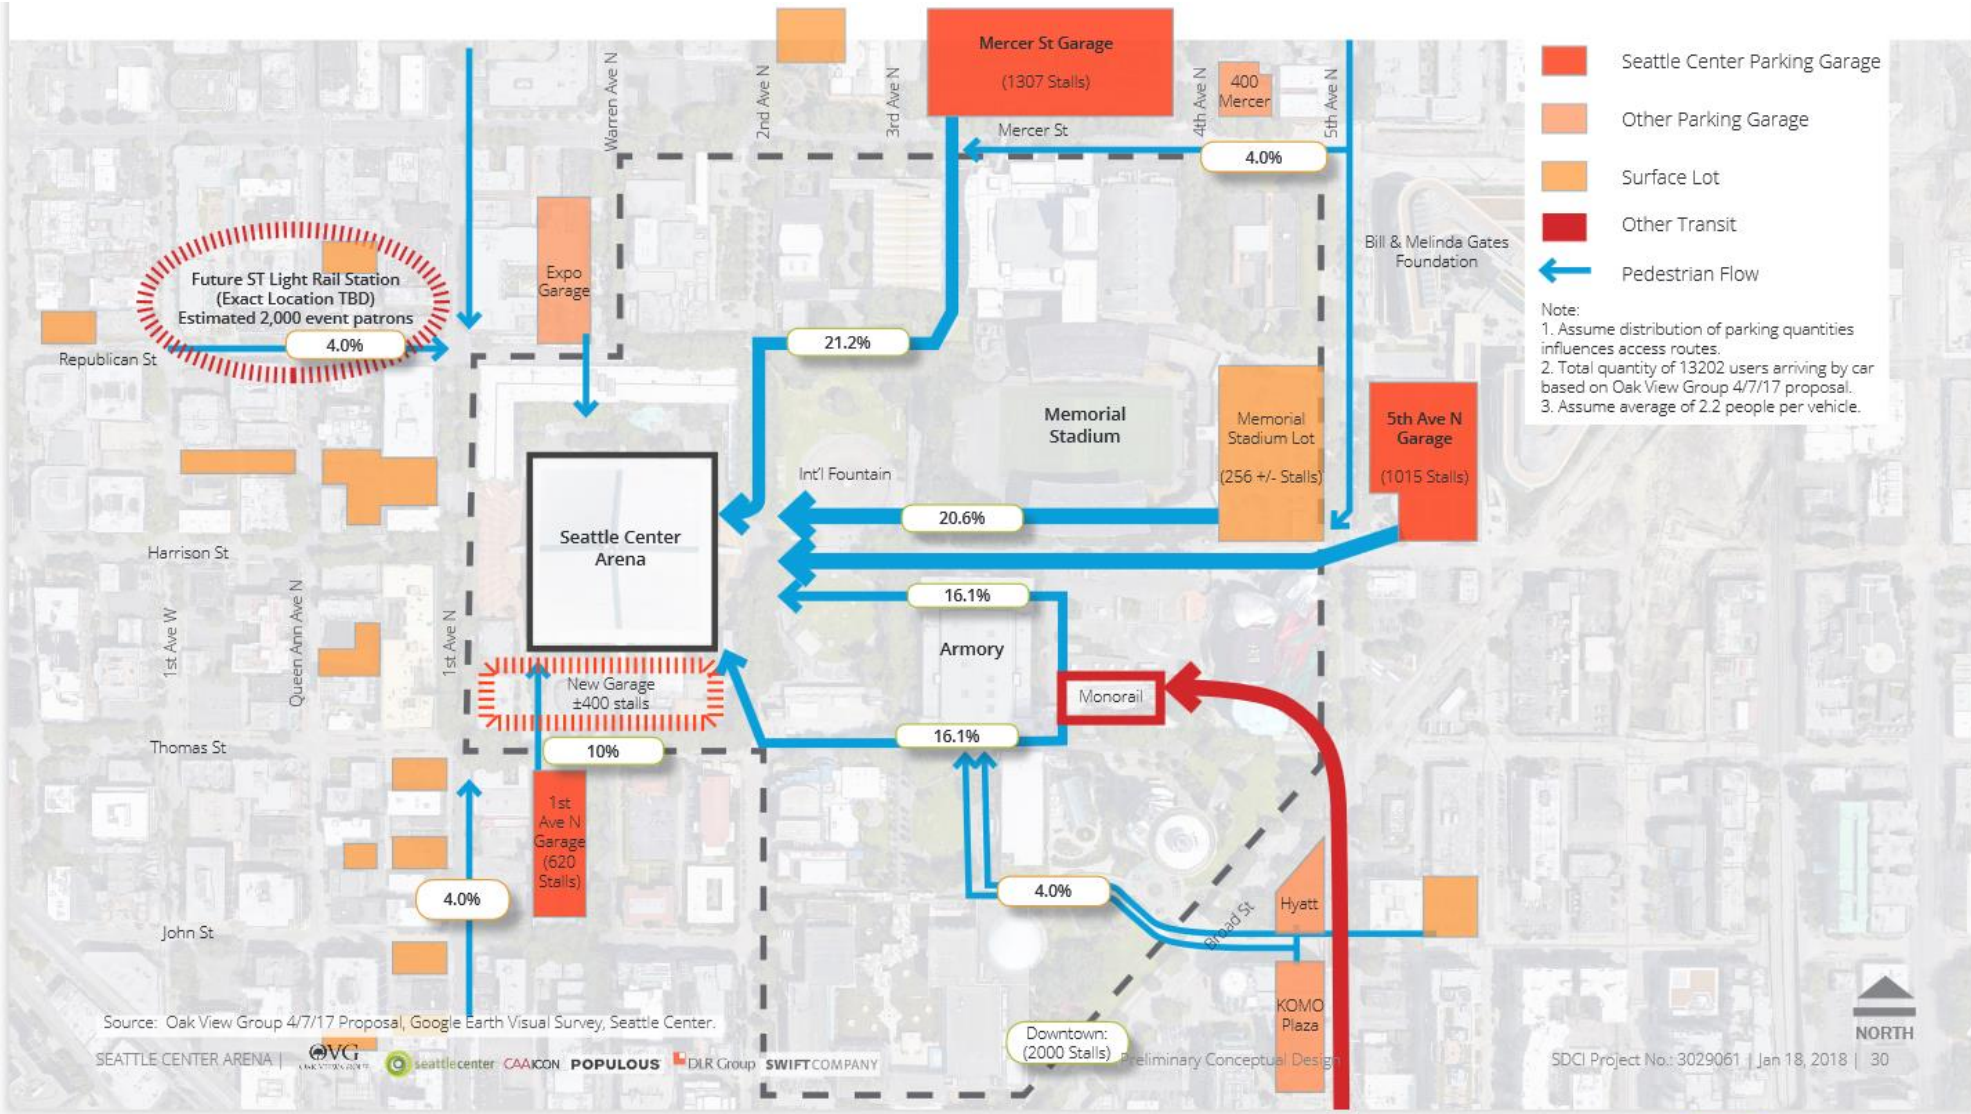 Mercer St Garage
(1307 Stalls)
400
Mercer
Warren Ave N
2nd Ave N
3rd Ave N
4th Ave N
5th Ave N
Mercer St
4.0%
Seattle Center Parking Garage
Other Parking Garage
Surface Lot
Other Transit
Pedestrian Flow
Note:
1. Assume distribution of parking quantities
influences access routes.
2. Total quantity of 13202 users arriving by car
based on Oak View Group 4/7/17 proposal.
3. Assume average of 2.2 people per vehicle.
Bill & Melinda Gates
Foundation
Future ST Light Rail Station
(Exact Location TBD)
Estimated 2,000 event patrons
4.0%
Republican St
Expo
Garage
21.2%
Memorial
Stadium
Memorial
Stadium Lot
(256 +/- Stalls)
5th Ave N
Garage
(1015 Stalls)
Int'l Fountain
20.6%
Seattle Center
Arena
Harrison St
1st Ave W
Queen Ann Ave N
1st Ave N
16.1%
Armory
Monorail
New Garage
±400 stalls
16.1%
Thomas St
10%
1st
Ave N
Garage
(620
Stalls)
4.0%
4.0%
John St
Broad St
Hyatt
KOMO
Plaza
Downtown:
(2000 Stalls)
NORTH
Source: Oak View Group 4/7/17 Proposal, Google Earth Visual Survey, Seattle Center.
SEATTLE CENTER ARENA | OVG seattlecenter CAAICON POPULOUS DLR Group SWIFTCOMPANY
Preliminary Conceptual Design
SDCI Project No.: 3029061 | Jan 18, 2018 | 30